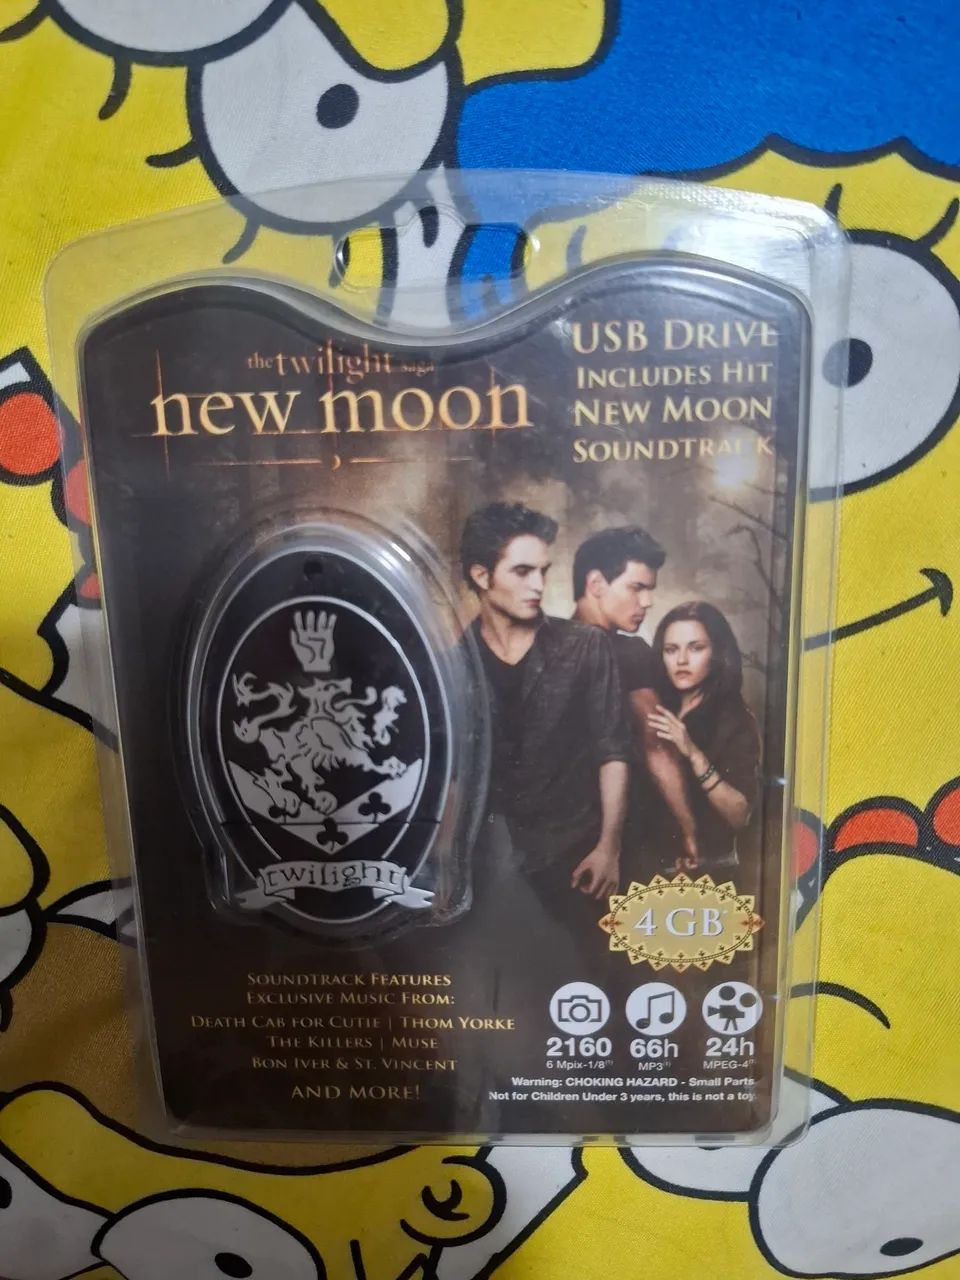 the twilight saga
new moon
USB DRIVE
INCLUDES HIT
NEW MOON
SOUNDTRACK
twilight
4 GB
SOUNDTRACK FEATURES
EXCLUSIVE MUSIC FROM:
DEATH CAB FOR CUTIE | THOM YORKE
THE KILLERS | MUSE
BON IVER & ST. VINCENT
AND MORE!
2160 66h 24h
6 Mpix-1/8(1) MP3(1) MPEG-4(1)
Warning: CHOKING HAZARD - Small Parts
Not for Children Under 3 years, this is not a toy.